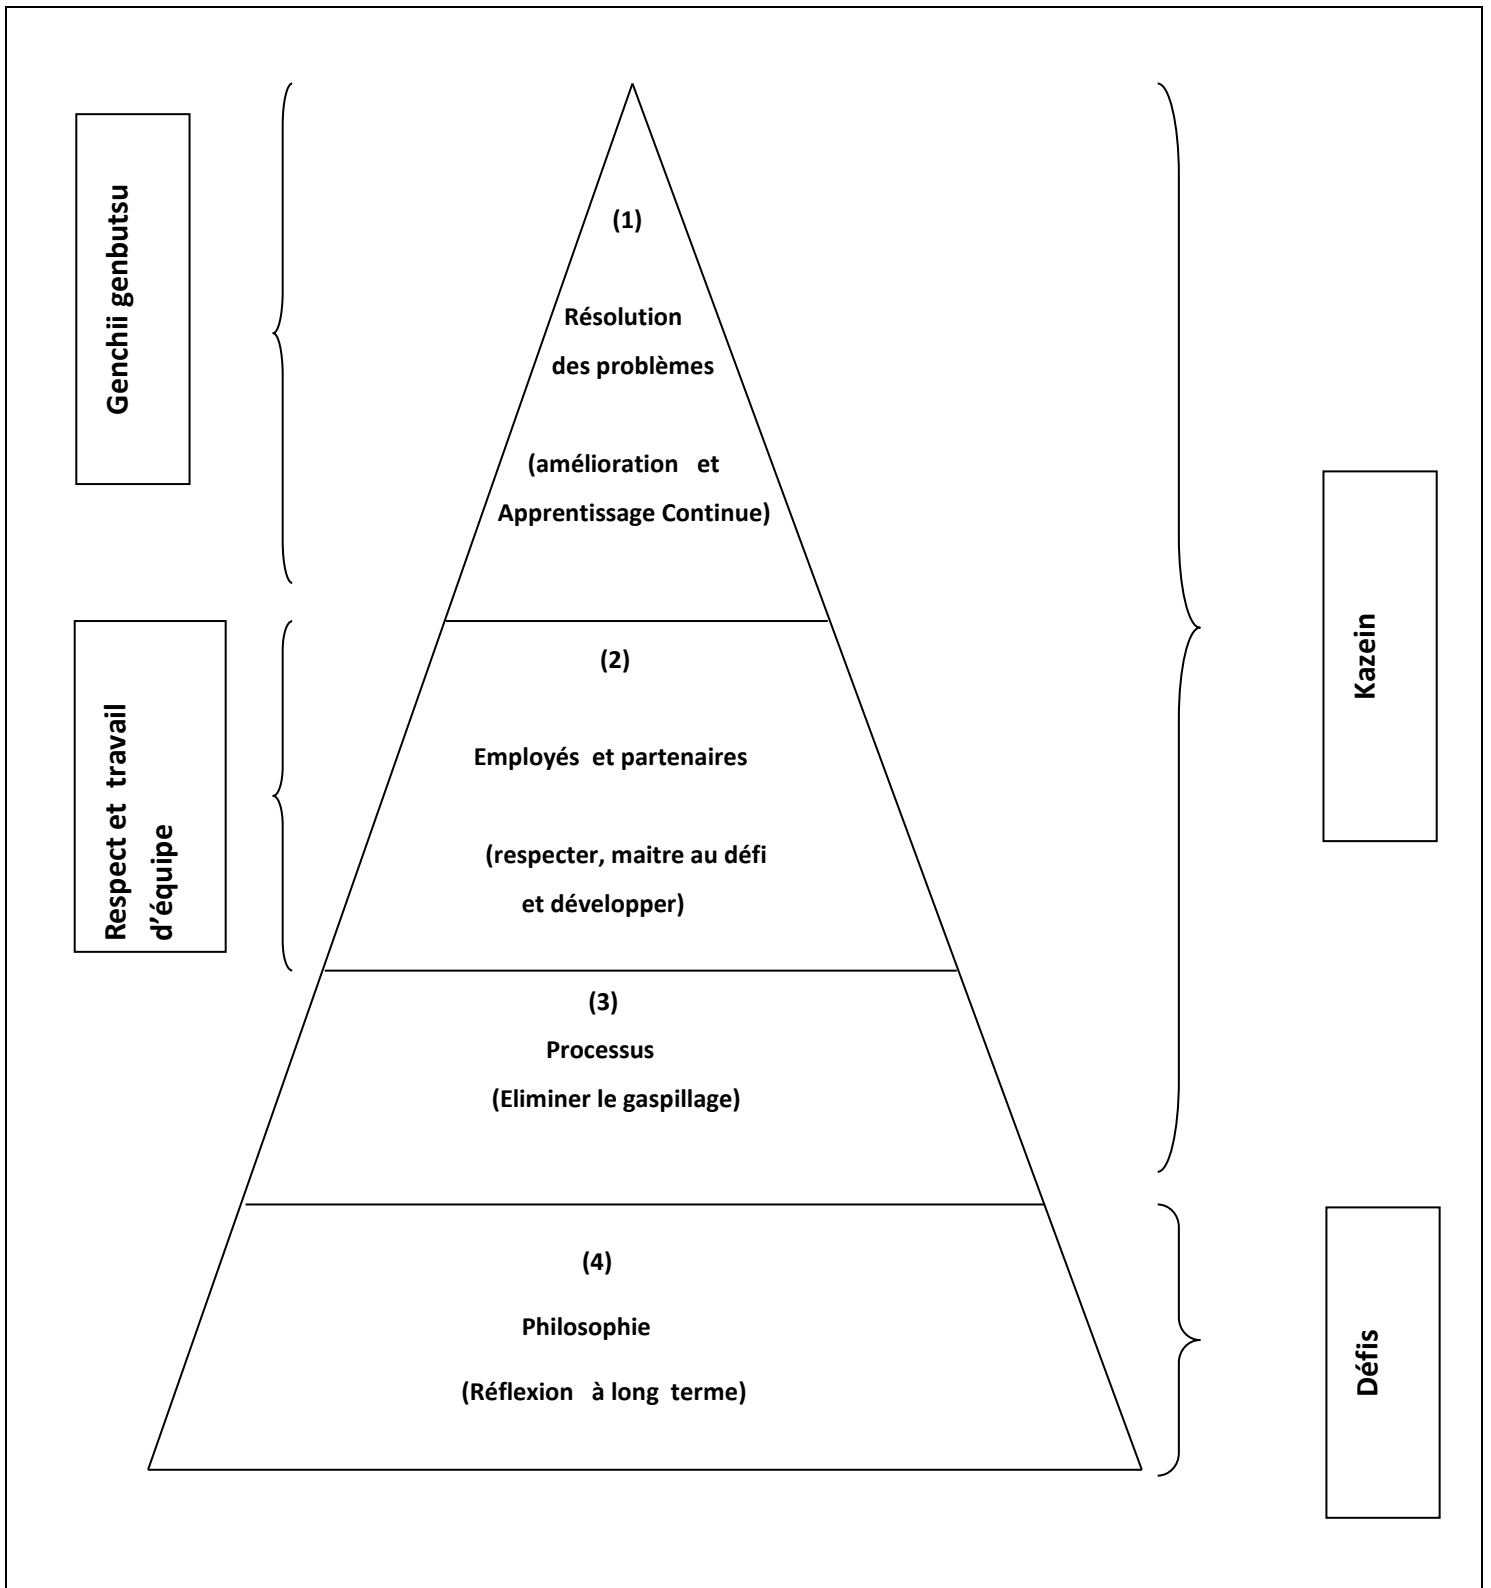 Genchii genbutsu
(1)
Résolution
des problèmes
(amélioration et
Apprentissage Continue)
Respect et travail
d’équipe
(2)
Employés et partenaires
(respecter, maitre au défi
et développer)
Kazein
(3)
Processus
(Eliminer le gaspillage)
(4)
Philosophie
(Réflexion à long terme)
Défis